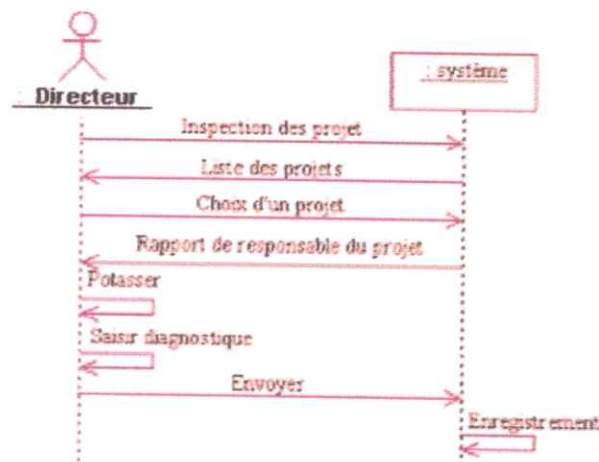 : Directeur
: système
Inspection des projet
Liste des projets
Choix d'un projet
Rapport de responsable du projet
Potasser
Saisir diagnostique
Envoyer
Enregistrement